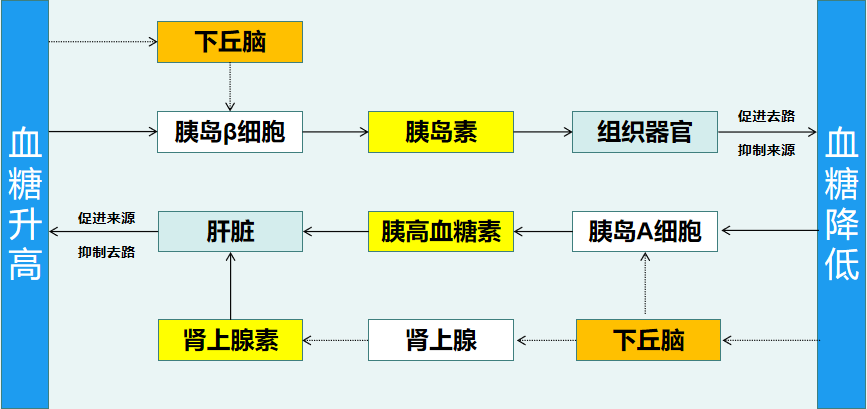 血糖升高
下丘脑
胰岛β细胞
胰岛素
组织器官
促进去路
抑制来源
血糖降低
促进来源
抑制去路
肝脏
胰高血糖素
胰岛A细胞
肾上腺素
肾上腺
下丘脑